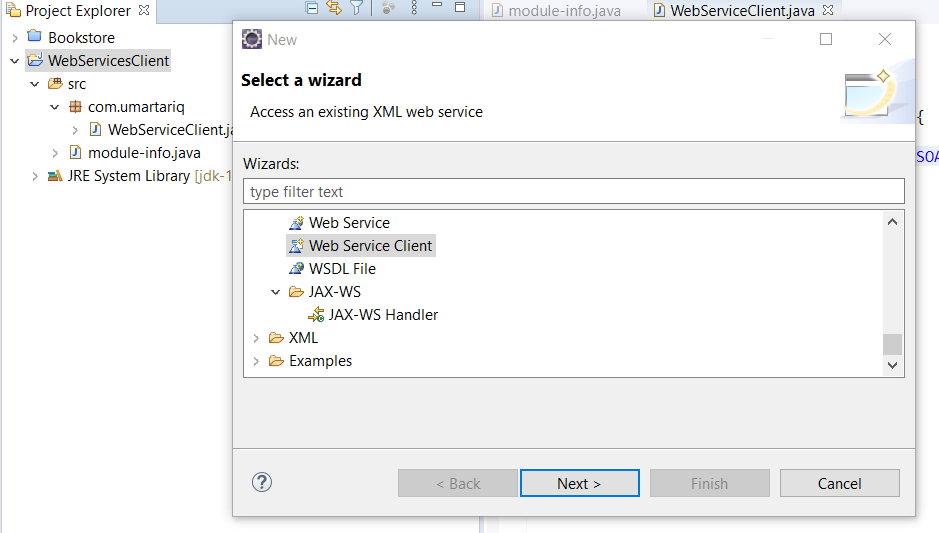 Project Explorer
module-info.java
WebServiceClient.java
Bookstore
WebServicesClient
src
com.umartariq
WebServiceClient.ja
module-info.java
JRE System Library [jdk-1
New
Select a wizard
Access an existing XML web service
Wizards:
type filter text
Web Service
Web Service Client
WSDL File
JAX-WS
JAX-WS Handler
XML
Examples
?
< Back
Next >
Finish
Cancel
{
SOA